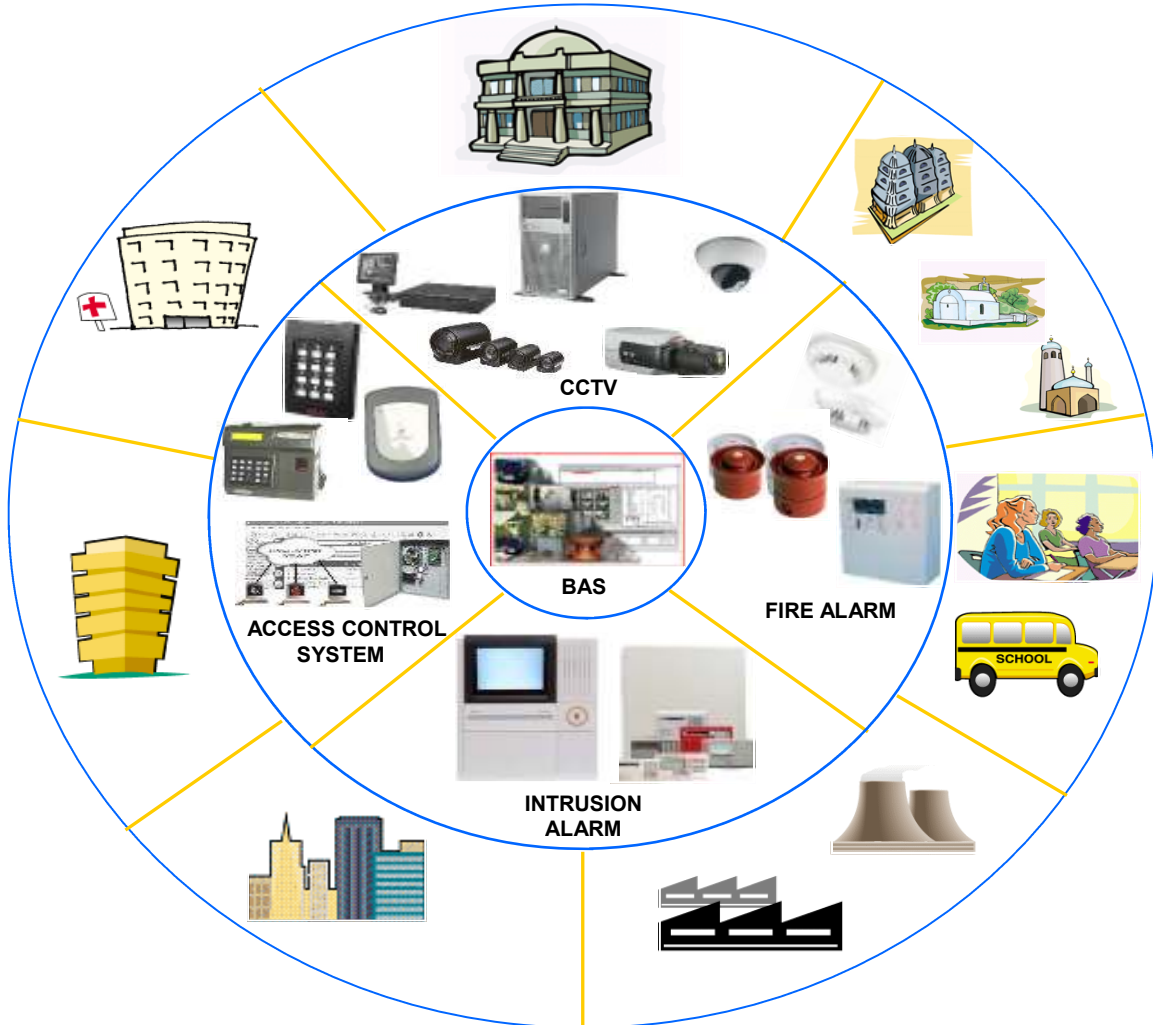 CCTV
BAS
FIRE ALARM
ACCESS CONTROL
SYSTEM
SCHOOL
INTRUSION
ALARM